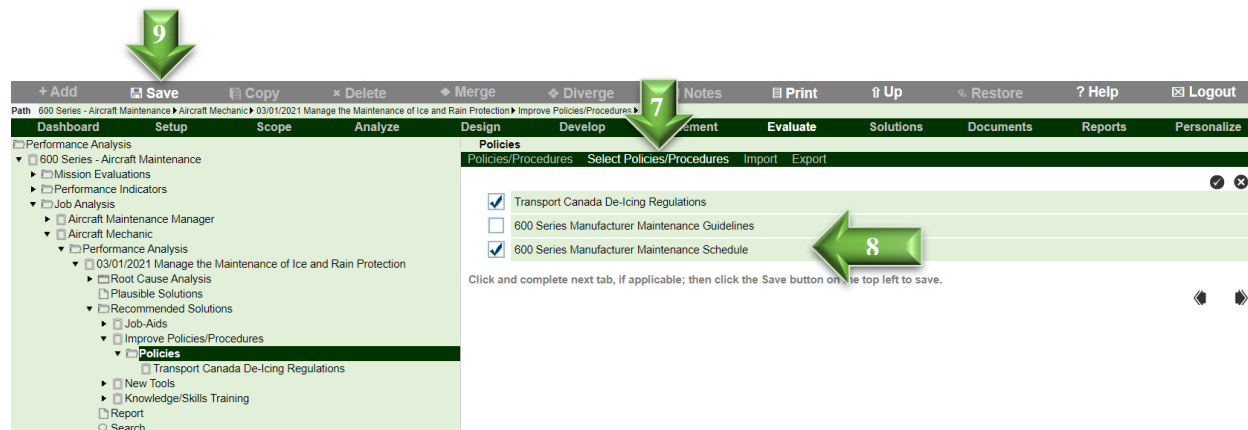 9
+ Add Save Copy × Delete Merge Diverge Notes Print Up Restore ? Help Logout
Path 600 Series - Aircraft Maintenance Aircraft Mechanic 03/01/2021 Manage the Maintenance of Ice and Rain Protection Improve Policies/Procedures
7
Dashboard Setup Scope Analyze Design Develop ement Evaluate Solutions Documents Reports Personalize
Performance Analysis
600 Series - Aircraft Maintenance
Mission Evaluations
Performance Indicators
Job Analysis
Aircraft Maintenance Manager
Aircraft Mechanic
Performance Analysis
03/01/2021 Manage the Maintenance of Ice and Rain Protection
Root Cause Analysis
Plausible Solutions
Recommended Solutions
Job-Aids
Improve Policies/Procedures
Policies
Transport Canada De-Icing Regulations
New Tools
Knowledge/Skills Training
Report
Search
Policies
Policies/Procedures Select Policies/Procedures Import Export
Transport Canada De-Icing Regulations
600 Series Manufacturer Maintenance Guidelines
600 Series Manufacturer Maintenance Schedule
8
Click and complete next tab, if applicable; then click the Save button on the top left to save.